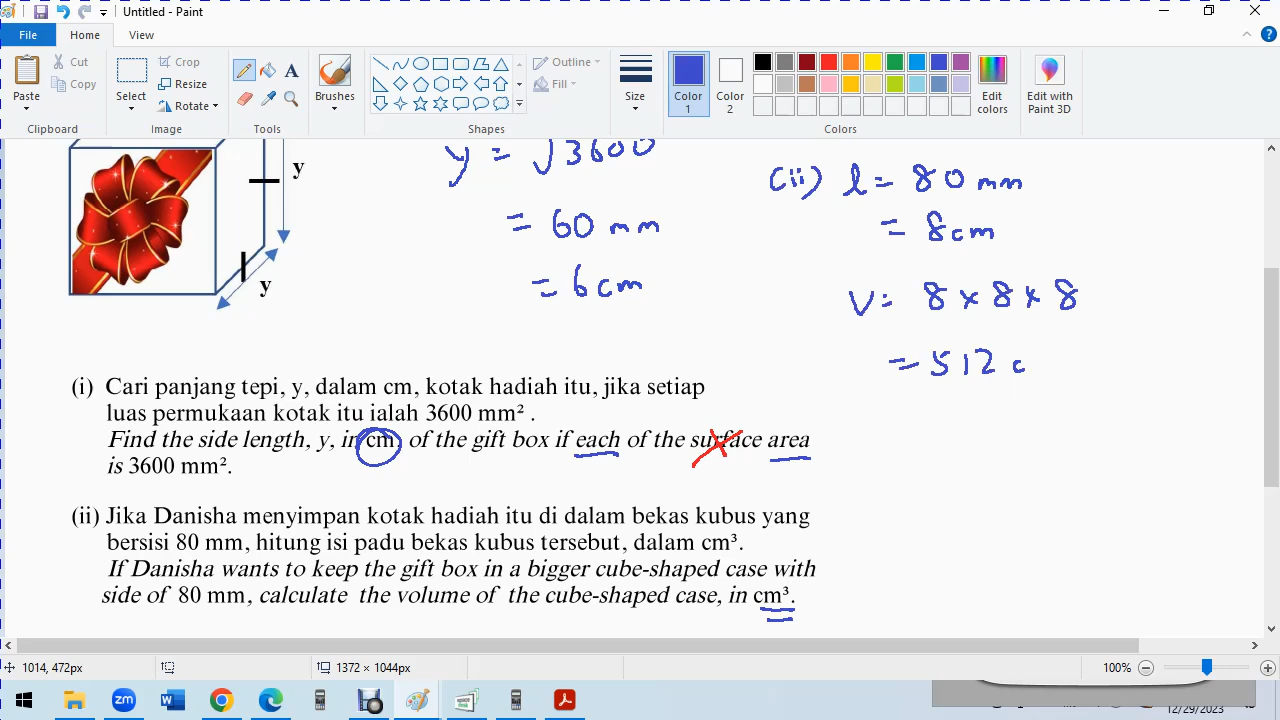 Untitled - Paint
File Home View
Paste Cut Copy Clipboard
Select Crop Resize Rotate Image
A Tools
Brushes
Outline Fill Shapes
Size
Color 1 Color 2 Edit colors Colors
Edit with Paint 3D
y
y
y = √3600
= 60 mm
= 6 cm
(ii) l = 80 mm
= 8cm
V = 8 x 8 x 8
= 512 c
(i) Cari panjang tepi, y, dalam cm, kotak hadiah itu, jika setiap
luas permukaan kotak itu ialah 3600 mm² .
Find the side length, y, in cm, of the gift box if each of the surface area
is 3600 mm².
(ii) Jika Danisha menyimpan kotak hadiah itu di dalam bekas kubus yang
bersisi 80 mm, hitung isi padu bekas kubus tersebut, dalam cm³.
If Danisha wants to keep the gift box in a bigger cube-shaped case with
side of 80 mm, calculate the volume of the cube-shaped case, in cm³.
1014, 472px
1372 × 1044px
100%
zm
W
12/29/2023